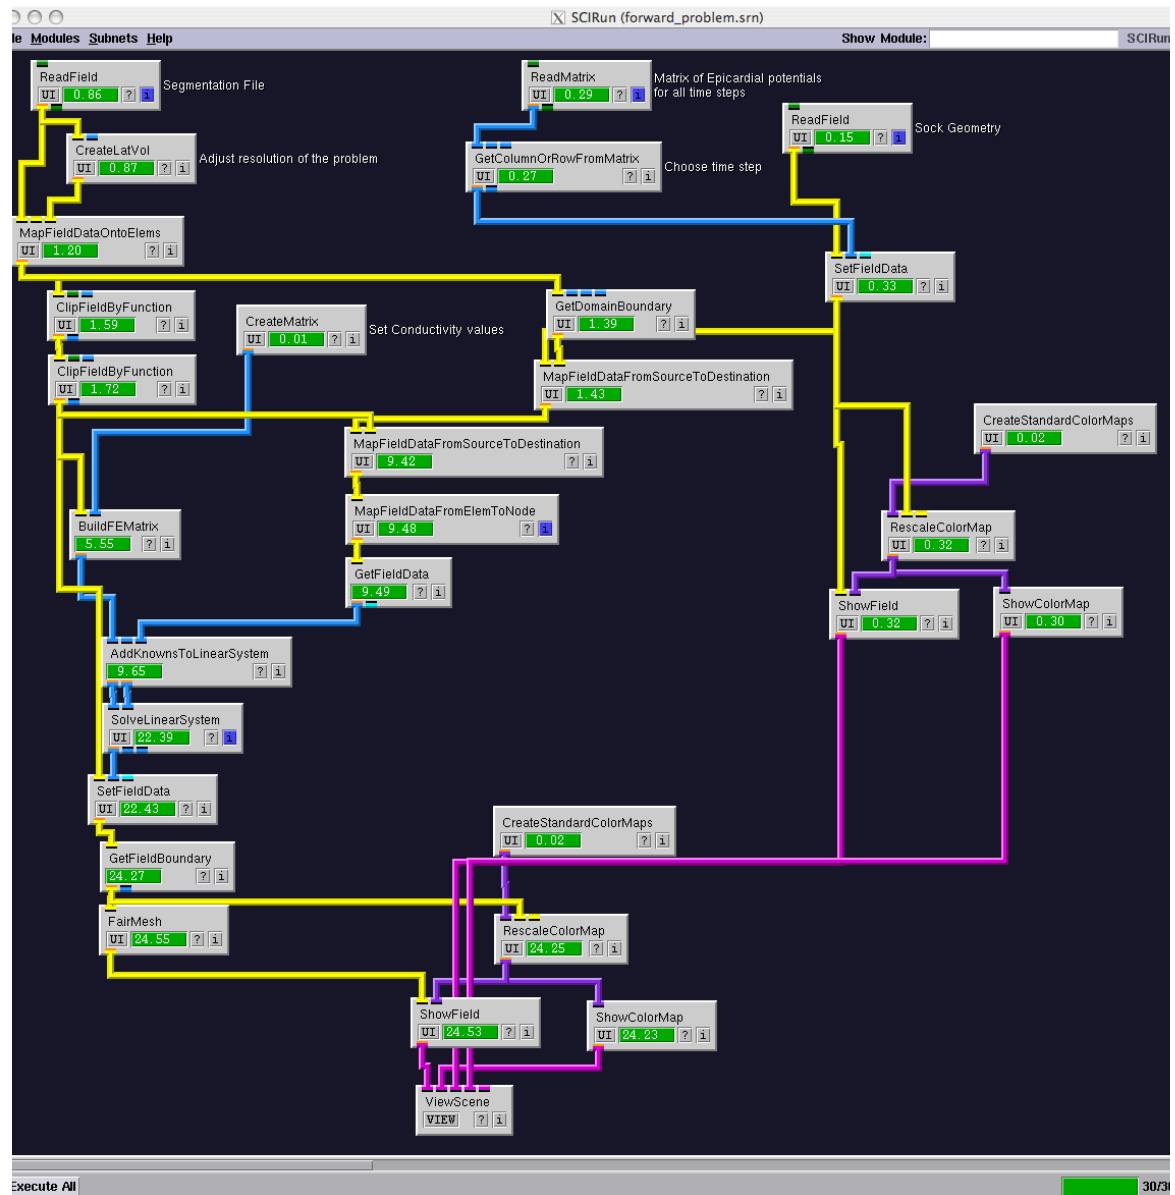 SCIRun (forward_problem.srn)
le Modules Subnets Help
Show Module:
SCIRun
ReadField
UI 0.86 ? i
Segmentation File
ReadMatrix
UI 0.29 ? i
Matrix of Epicardial potentials
for all time steps
ReadField
UI 0.15 ? i
Sock Geometry
CreateLatVol
UI 0.87 ? i
Adjust resolution of the problem
GetColumnOrRowFromMatrix
UI 0.27 ? i
Choose time step
MapFieldDataOntoElems
UI 1.20 ? i
SetFieldData
UI 0.33 ? i
ClipFieldByFunction
UI 1.59 ? i
CreateMatrix
UI 0.01 ? i
Set Conductivity values
GetDomainBoundary
UI 1.39 ? i
ClipFieldByFunction
UI 1.72 ? i
MapFieldDataFromSourceToDestination
UI 1.43 ? i
CreateStandardColorMaps
UI 0.02 ? i
MapFieldDataFromSourceToDestination
UI 9.42 ? i
MapFieldDataFromElemToNode
UI 9.48 ? i
BuildFEMatrix
5.55 ? i
RescaleColorMap
UI 0.32 ? i
GetFieldData
9.49 ? i
ShowField
UI 0.32 ? i
ShowColorMap
UI 0.30 ? i
AddKnownsToLinearSystem
9.65 ? i
SolveLinearSystem
UI 22.39 ? i
SetFieldData
UI 22.43 ? i
CreateStandardColorMaps
UI 0.02 ? i
GetFieldBoundary
24.27 ? i
FairMesh
UI 24.55 ? i
RescaleColorMap
UI 24.25 ? i
ShowField
UI 24.53 ? i
ShowColorMap
UI 24.23 ? i
ViewScene
VIEW ? i
Execute All